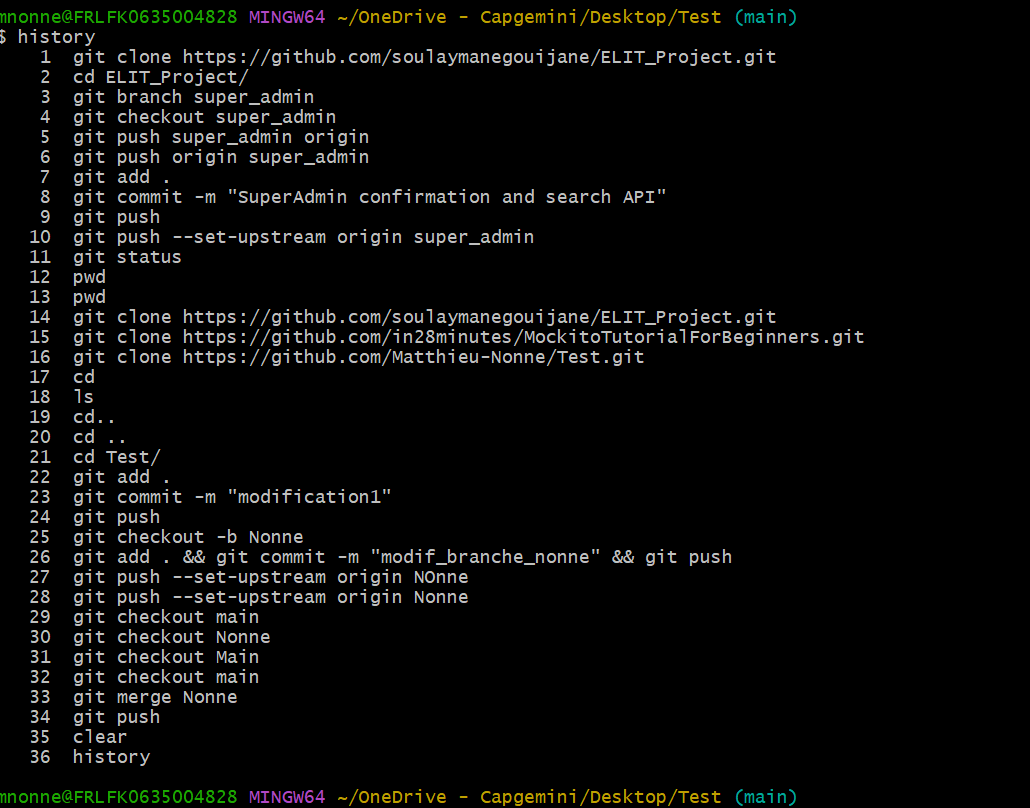 mnonne@FRLFK0635004828 MINGW64 ~/OneDrive - Capgemini/Desktop/Test (main)
$ history
1 git clone https://github.com/soulaymanegouijane/ELIT_Project.git
2 cd ELIT_Project/
3 git branch super_admin
4 git checkout super_admin
5 git push super_admin origin
6 git push origin super_admin
7 git add .
8 git commit -m "SuperAdmin confirmation and search API"
9 git push
10 git push --set-upstream origin super_admin
11 git status
12 pwd
13 pwd
14 git clone https://github.com/soulaymanegouijane/ELIT_Project.git
15 git clone https://github.com/in28minutes/MockitoTutorialForBeginners.git
16 git clone https://github.com/Matthieu-Nonne/Test.git
17 cd
18 ls
19 cd..
20 cd ..
21 cd Test/
22 git add .
23 git commit -m "modification1"
24 git push
25 git checkout -b Nonne
26 git add . && git commit -m "modif_branche_nonne" && git push
27 git push --set-upstream origin NOnne
28 git push --set-upstream origin Nonne
29 git checkout main
30 git checkout Nonne
31 git checkout Main
32 git checkout main
33 git merge Nonne
34 git push
35 clear
36 history
mnonne@FRLFK0635004828 MINGW64 ~/OneDrive - Capgemini/Desktop/Test (main)